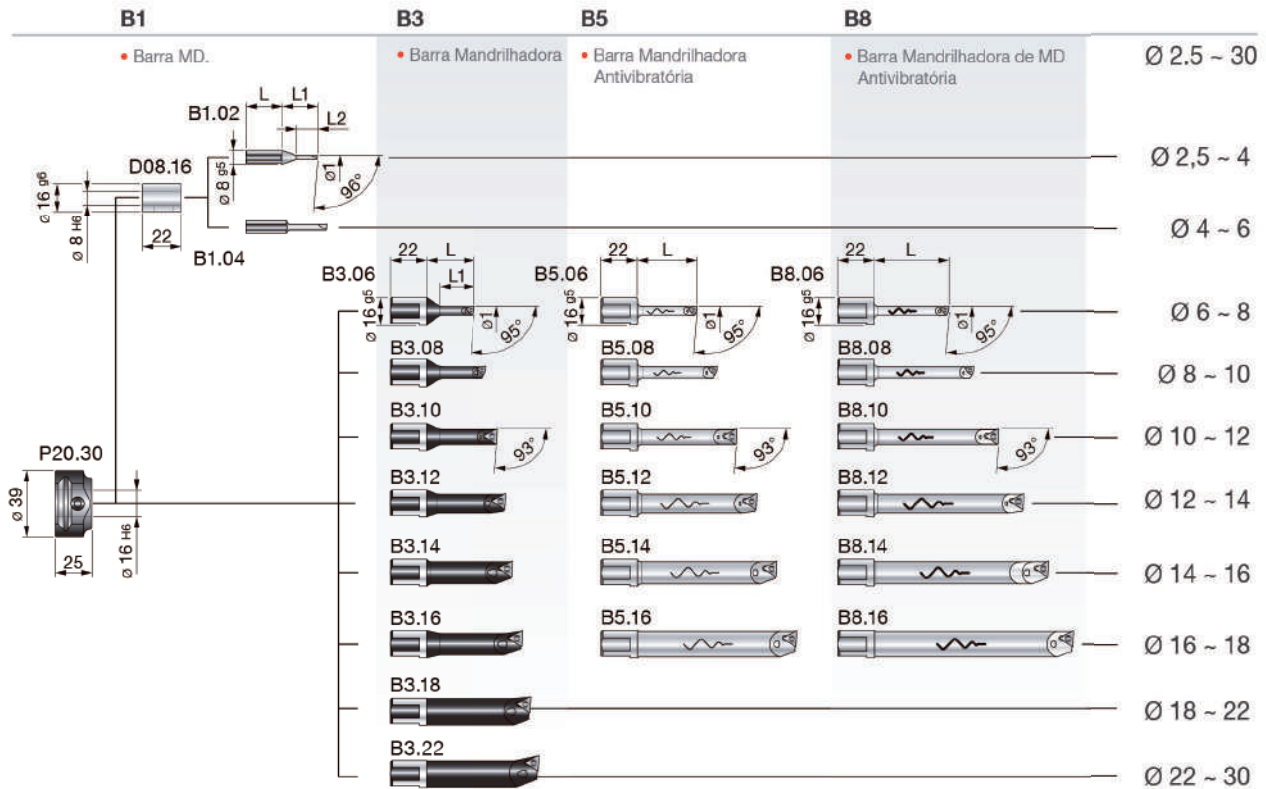 B1 B3 B5 B8
• Barra MD.
• Barra Mandrilhadora
• Barra Mandrilhadora
Antivibratória
• Barra Mandrilhadora de MD
Antivibratória
Ø 2.5 ~ 30
B1.02
L L1
L2
Ø 8 g5
Ø1
96°
Ø 2,5 ~ 4
D08.16
Ø 16 g6
Ø 8 H6
22
B1.04
Ø 4 ~ 6
B3.06
22 L
L1
Ø 16 g5
Ø1
95°
B5.06
22 L
Ø 16 g5
Ø1
95°
B8.06
22 L
Ø 16 g5
Ø1
95°
Ø 6 ~ 8
B3.08 B5.08 B8.08
Ø 8 ~ 10
B3.10
93°
B5.10
93°
B8.10
93°
Ø 10 ~ 12
P20.30
Ø 39
25
Ø 16 H6
B3.12 B5.12 B8.12
Ø 12 ~ 14
B3.14 B5.14 B8.14
Ø 14 ~ 16
B3.16 B5.16 B8.16
Ø 16 ~ 18
B3.18
Ø 18 ~ 22
B3.22
Ø 22 ~ 30